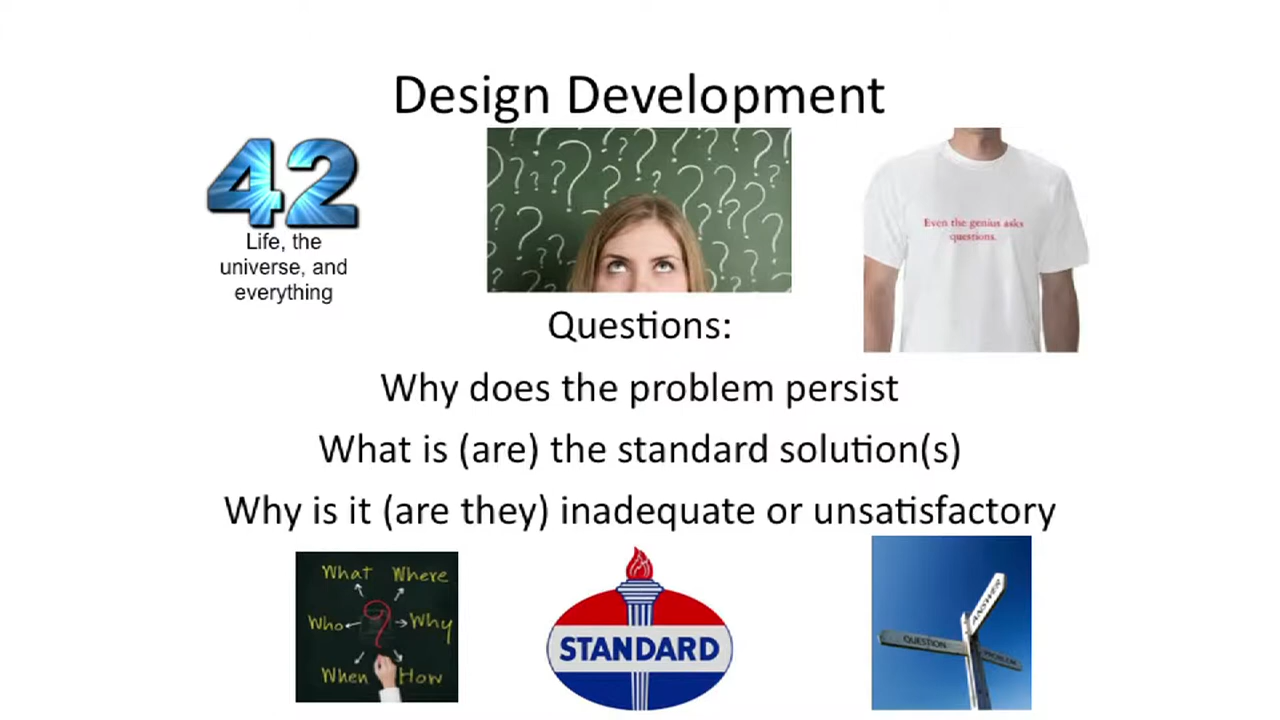 Design Development
42
Life, the
universe, and
everything
Even the genius asks
questions.
Questions:
Why does the problem persist
What is (are) the standard solution(s)
Why is it (are they) inadequate or unsatisfactory
What Where
Who Why
When How
STANDARD
ANSWER
QUESTION
PROBLEM